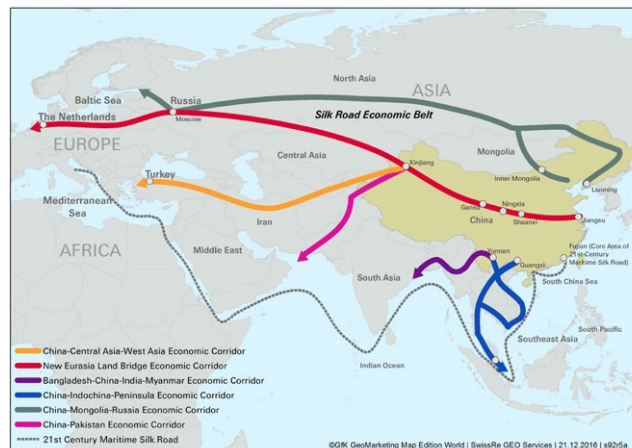 North Asia
ASIA
Baltic Sea
Russia
Moscow
The Netherlands
EUROPE
Silk Road Economic Belt
Mongolia
Central Asia
Xinjiang
Inner Mongolia
Liaoning
Turkey
Mediterranean
Sea
Gansu
Ningxia
China
Shaanxi
Jiangsu
Iran
AFRICA
Middle East
South Asia
Yunnan
Guangxi
Fujian (Core Area of
21st-Century
Maritime Silk Road)
South China Sea
South Pacific
Southeast Asia
Indian Ocean
China-Central Asia-West Asia Economic Corridor
New Eurasia Land Bridge Economic Corridor
Bangladesh-China-India-Myanmar Economic Corridor
China-Indochina-Peninsula Economic Corridor
China-Mongolia-Russia Economic Corridor
China-Pakistan Economic Corridor
21st Century Maritime Silk Road
©GfK GeoMarketing Map Edition World | SwissRe GEO Services | 21.12.2016 | s92r5a